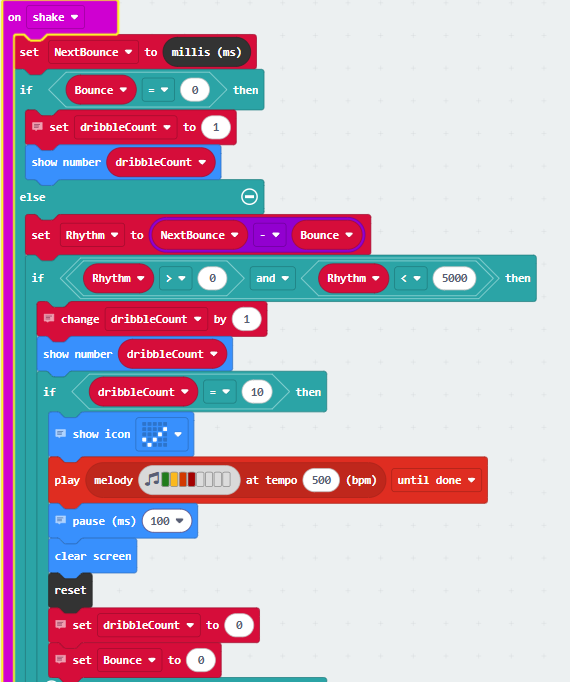 on shake
set NextBounce to millis (ms)
if Bounce = 0 then
set dribbleCount to 1
show number dribbleCount
else
set Rhythm to NextBounce - Bounce
if Rhythm > 0 and Rhythm < 5000 then
change dribbleCount by 1
show number dribbleCount
if dribbleCount = 10 then
show icon
play melody at tempo 500 (bpm) until done
pause (ms) 100
clear screen
reset
set dribbleCount to 0
set Bounce to 0